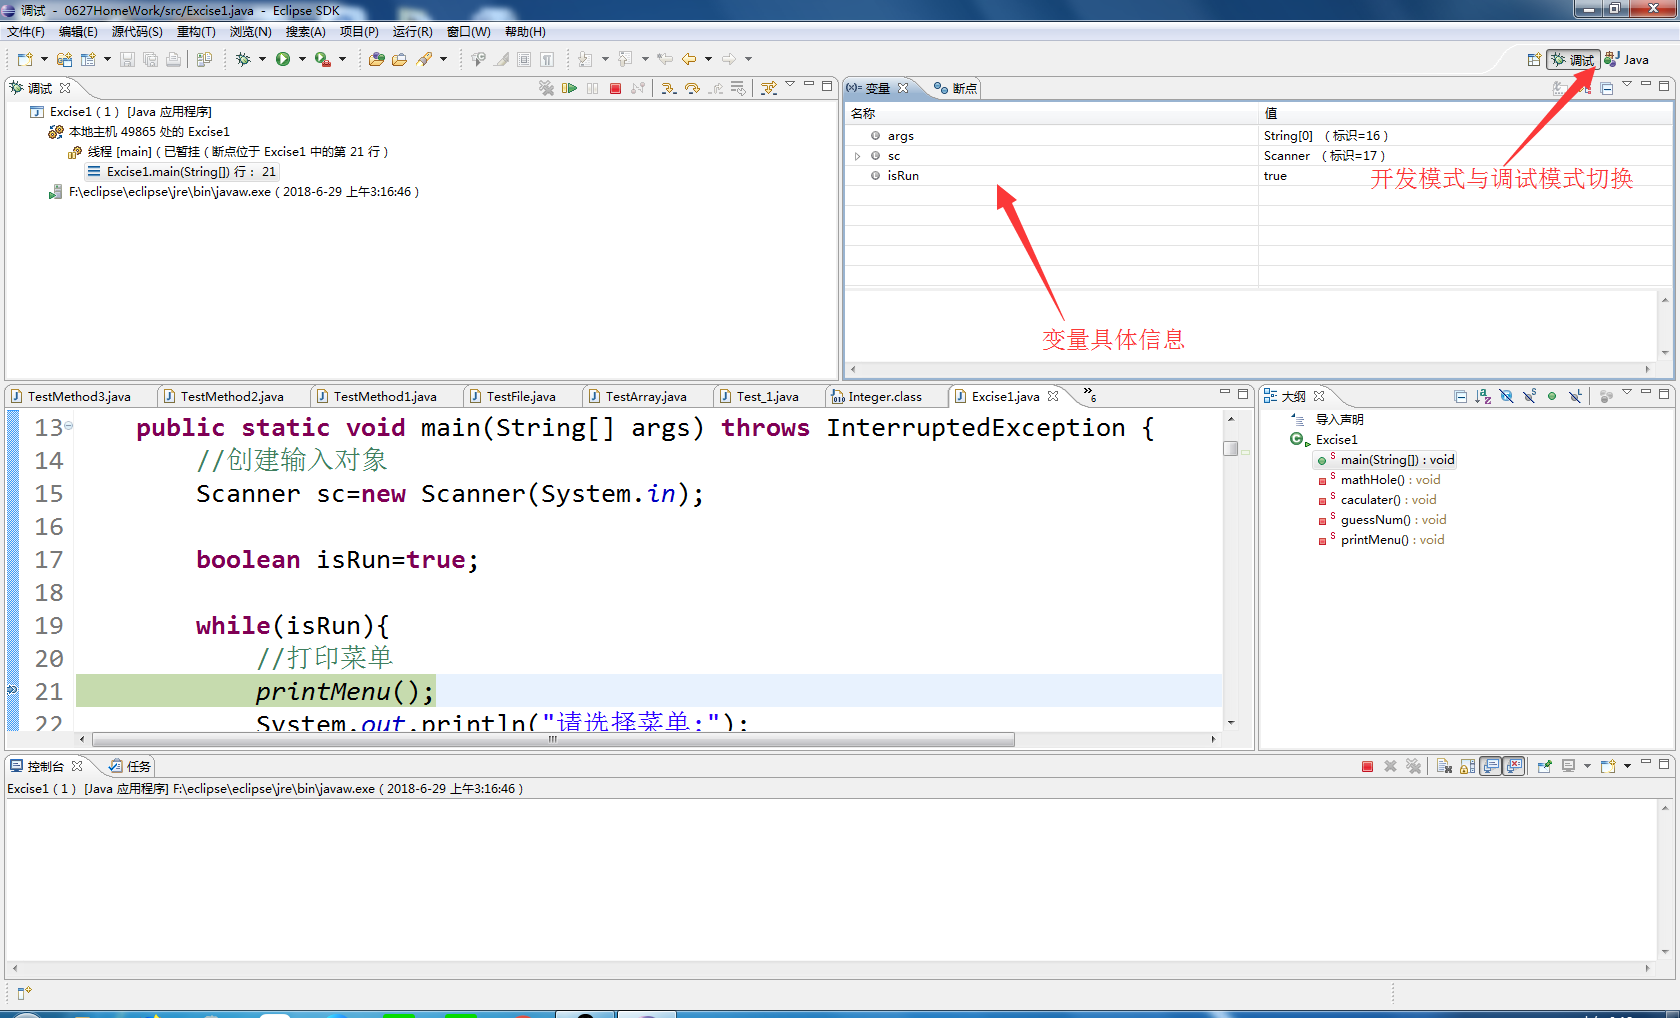 调试 - 0627HomeWork/src/Excise1.java - Eclipse SDK
文件(F) 编辑(E) 源代码(S) 重构(T) 浏览(N) 搜索(A) 项目(P) 运行(R) 窗口(W) 帮助(H)
调试 Java
调试
Excise1 ( 1 ) [Java 应用程序]
本地主机 49865 处的 Excise1
线程 [main] ( 已暂挂 ( 断点位于 Excise1 中的第 21 行 )
Excise1.main(String[]) 行 : 21
F:\eclipse\eclipse\jre\bin\javaw.exe ( 2018-6-29 上午3:16:46 )
(x)= 变量 断点
名称 值
args String[0] ( 标识=16 )
sc Scanner ( 标识=17 )
isRun true
开发模式与调试模式切换
变量具体信息
TestMethod3.java TestMethod2.java TestMethod1.java TestFile.java TestArray.java Test_1.java Integer.class Excise1.java »6
13 public static void main(String[] args) throws InterruptedException {
14 //创建输入对象
15 Scanner sc=new Scanner(System.in);
16
17 boolean isRun=true;
18
19 while(isRun){
20 //打印菜单
21 printMenu();
22 System.out.println("请选择菜单:");
大纲
导入声明
Excise1
main(String[]) : void
mathHole() : void
caculater() : void
guessNum() : void
printMenu() : void
控制台 任务
Excise1 ( 1 ) [Java 应用程序] F:\eclipse\eclipse\jre\bin\javaw.exe ( 2018-6-29 上午3:16:46 )